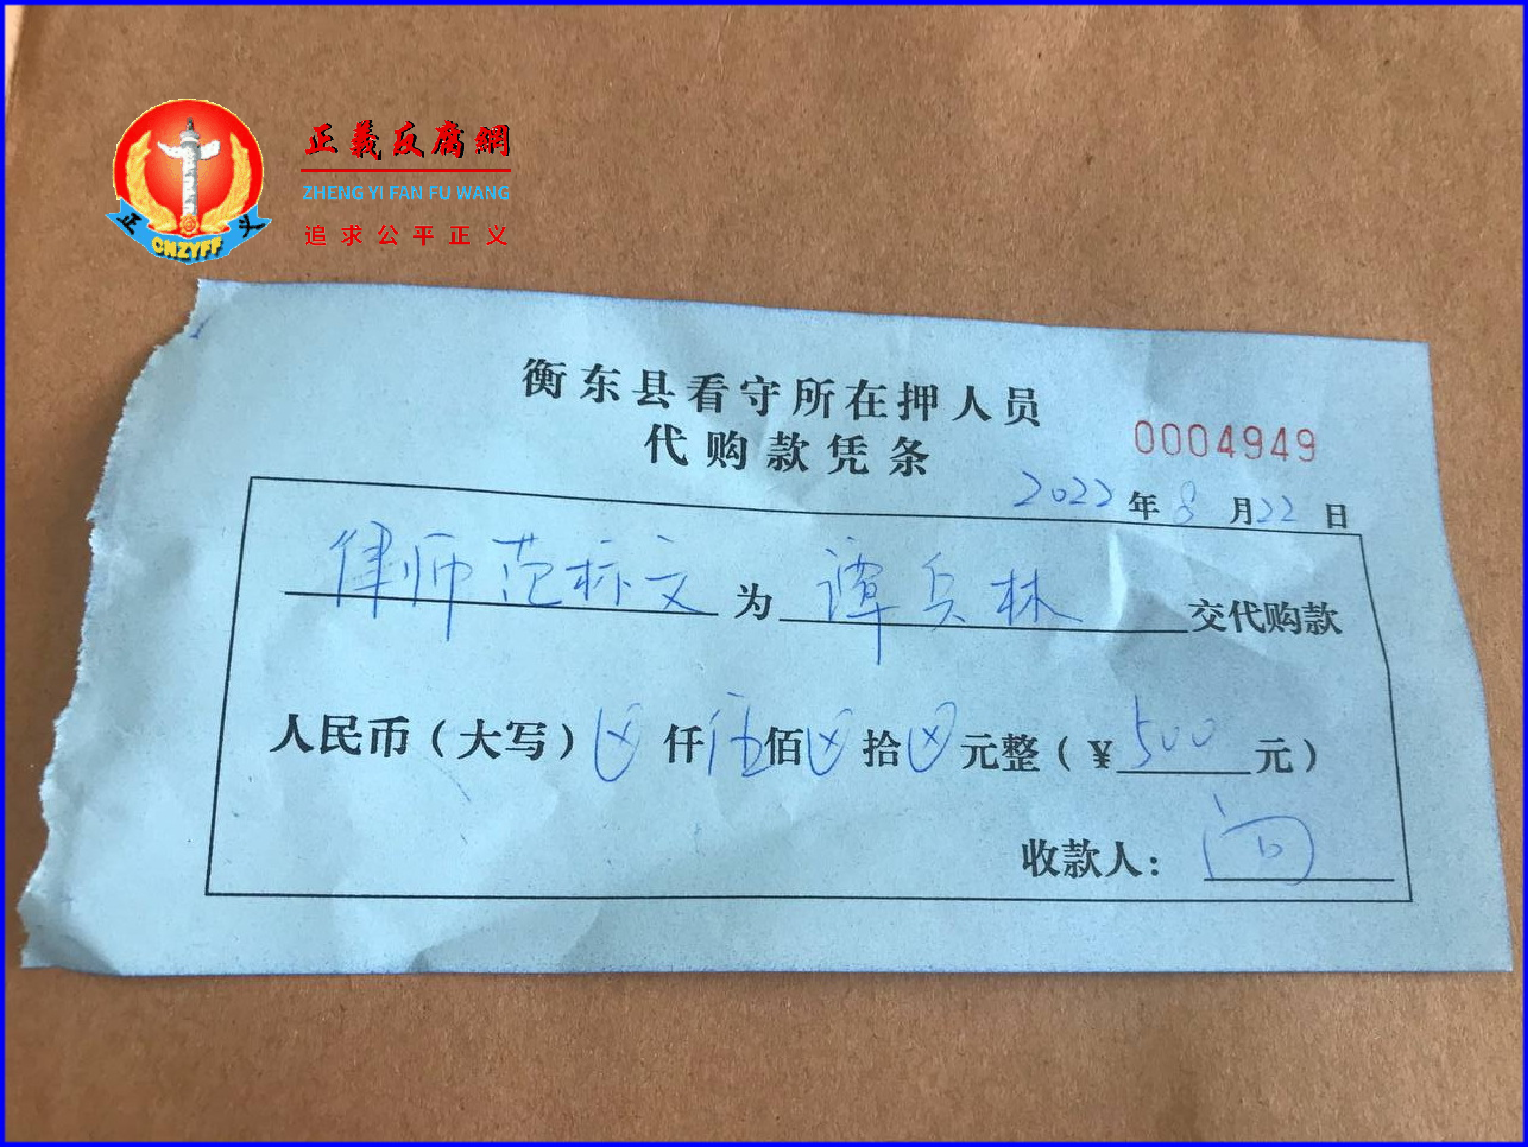 正義反腐網
ZHENG YI FAN FU WANG
追求公平正义
正义
CNZYFF
衡东县看守所在押人员
代购款凭条
0004949
2022年8月22日
律师范标文为谭兵林交代购款
人民币（大写）⊗仟伍佰⊗拾⊗元整（¥500元）
收款人：